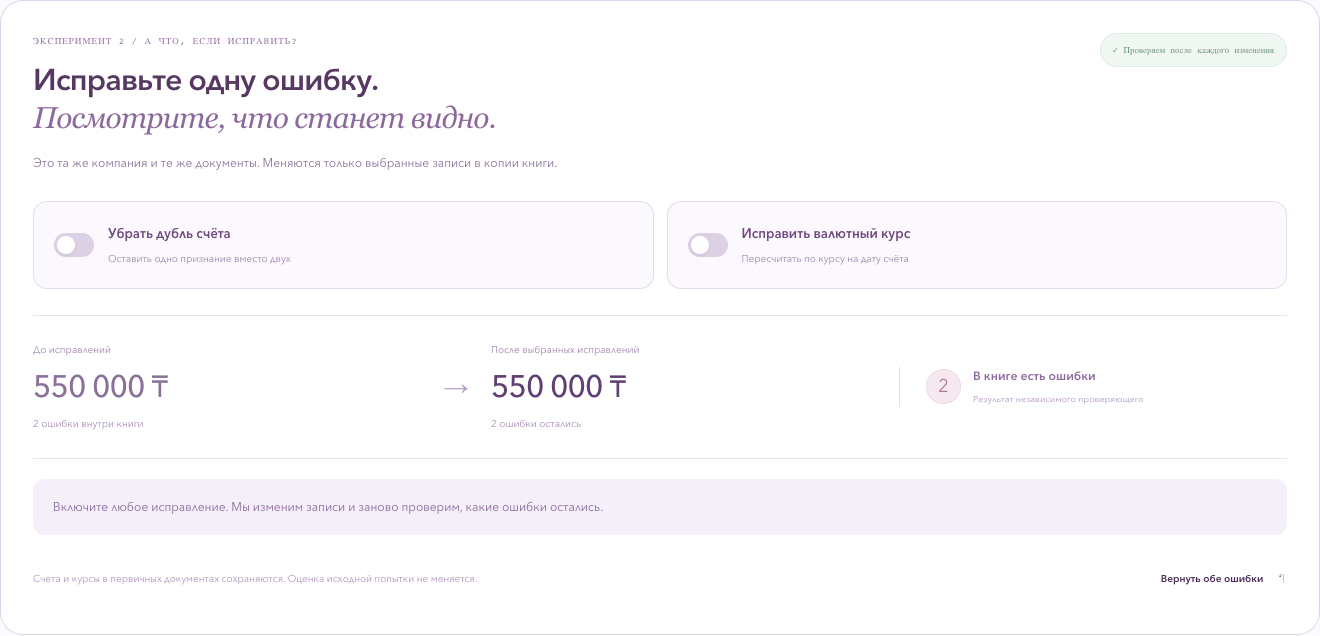 ЭКСПЕРИМЕНТ 2 / А ЧТО, ЕСЛИ ИСПРАВИТЬ?
✓ Проверяем после каждого изменения
Исправьте одну ошибку.
Посмотрите, что станет видно.
Это та же компания и те же документы. Меняются только выбранные записи в копии книги.
Убрать дубль счёта
Оставить одно признание вместо двух
Исправить валютный курс
Пересчитать по курсу на дату счёта
До исправлений
550 000 ₸
2 ошибки внутри книги
→
После выбранных исправлений
550 000 ₸
2 ошибки остались
2
В книге есть ошибки
Результат независимого проверяющего
Включите любое исправление. Мы изменим записи и заново проверим, какие ошибки остались.
Счета и курсы в первичных документах сохраняются. Оценка исходной попытки не меняется.
Вернуть обе ошибки